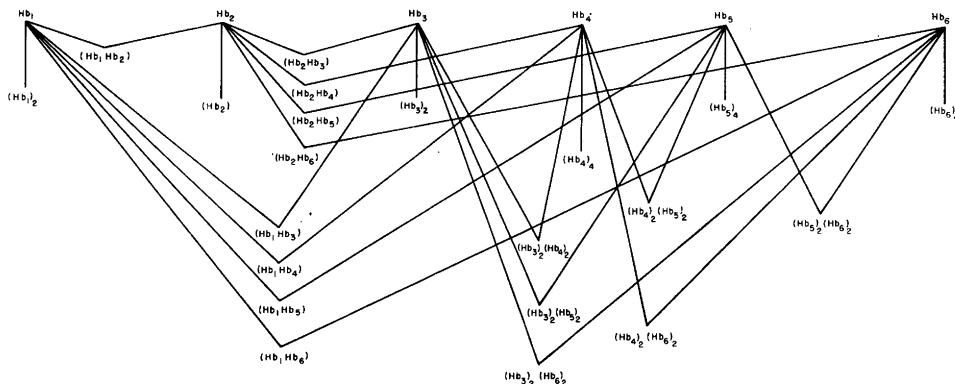 Hb₁ Hb₂ Hb₃ Hb₄ Hb₅ Hb₆
(Hb₁Hb₂)
(Hb₂Hb₃)
(Hb₁)₂ (Hb₂) (Hb₂Hb₄) (Hb₃)₂ (Hb₅)₄ (Hb₆)
(Hb₂Hb₅)
(Hb₂Hb₆) (Hb₄)₄
(Hb₄)₂(Hb₅)₂
(Hb₅)₂(Hb₆)₂
(Hb₁Hb₃)
(Hb₃)₂(Hb₄)₂
(Hb₁Hb₄)
(Hb₁Hb₅) (Hb₃)₂(Hb₅)₂
(Hb₄)₂(Hb₆)₂
(Hb₁Hb₆)
(Hb₃)₂(Hb₆)₂